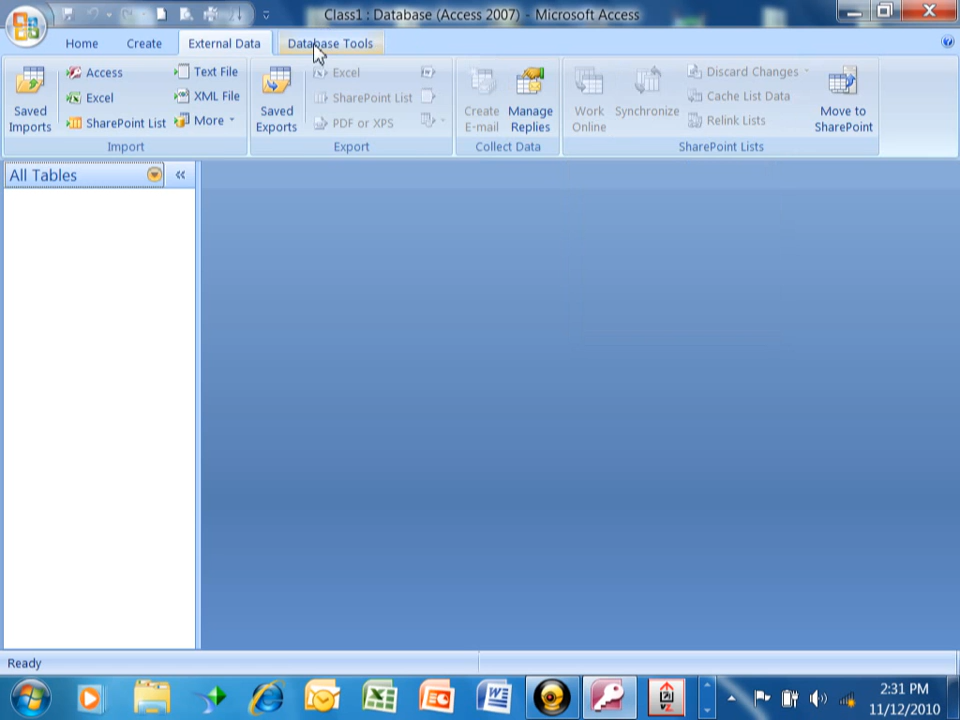 Class1 : Database (Access 2007) - Microsoft Access
Home Create External Data Database Tools
Saved Imports
Access
Excel
SharePoint List
Text File
XML File
More
Import
Saved Exports
Excel
SharePoint List
PDF or XPS
Export
Create E-mail
Manage Replies
Collect Data
Work Online
Synchronize
Discard Changes
Cache List Data
Relink Lists
Move to SharePoint
SharePoint Lists
All Tables
Ready
2:31 PM
11/12/2010